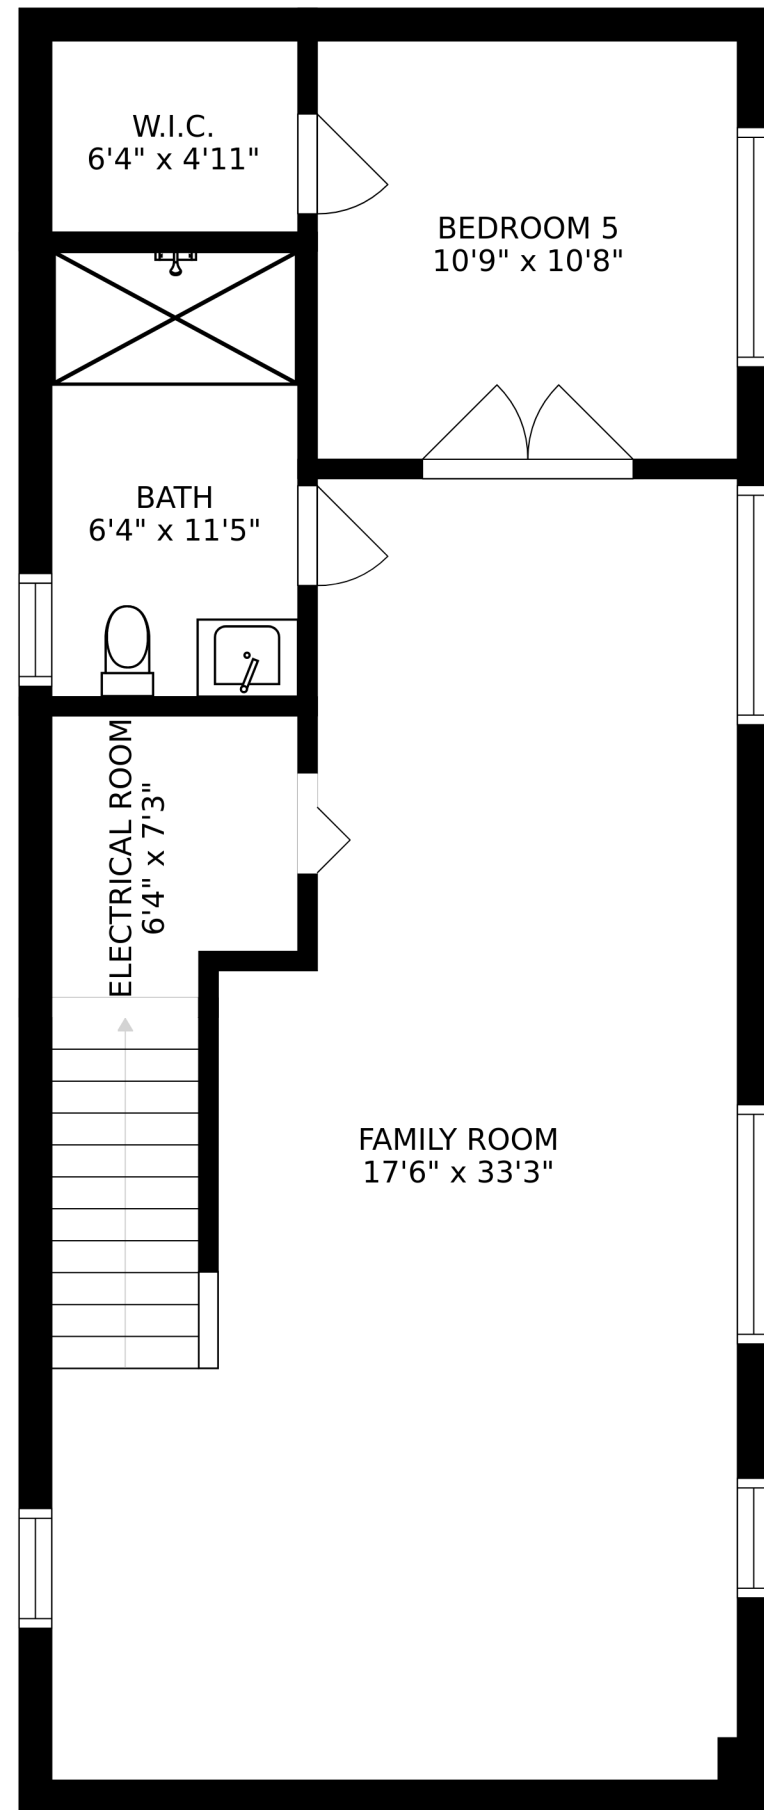 W.I.C.
6'4" x 4'11"
BEDROOM 5
10'9" x 10'8"
BATH
6'4" x 11'5"
ELECTRICAL ROOM
6'4" x 7'3"
FAMILY ROOM
17'6" x 33'3"